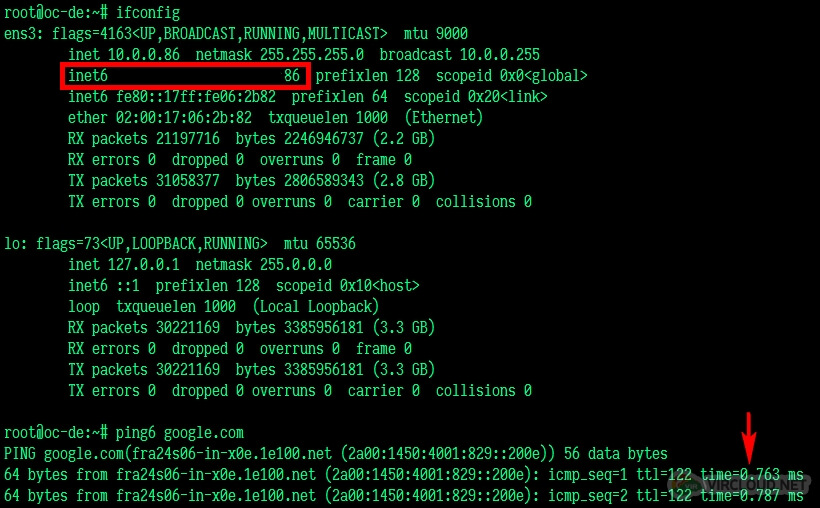 root@oc-de:~# ifconfig
ens3: flags=4163<UP,BROADCAST,RUNNING,MULTICAST>  mtu 9000
        inet 10.0.0.86  netmask 255.255.255.0  broadcast 10.0.0.255
        inet6                      86  prefixlen 128  scopeid 0x0<global>
        inet6 fe80::17ff:fe06:2b82  prefixlen 64  scopeid 0x20<link>
        ether 02:00:17:06:2b:82  txqueuelen 1000  (Ethernet)
        RX packets 21197716  bytes 2246946737 (2.2 GB)
        RX errors 0  dropped 0  overruns 0  frame 0
        TX packets 31058377  bytes 2806589343 (2.8 GB)
        TX errors 0  dropped 0 overruns 0  carrier 0  collisions 0
lo: flags=73<UP,LOOPBACK,RUNNING>  mtu 65536
        inet 127.0.0.1  netmask 255.0.0.0
        inet6 ::1  prefixlen 128  scopeid 0x10<host>
        loop  txqueuelen 1000  (Local Loopback)
        RX packets 30221169  bytes 3385956181 (3.3 GB)
        RX errors 0  dropped 0  overruns 0  frame 0
        TX packets 30221169  bytes 3385956181 (3.3 GB)
        TX errors 0  dropped 0 overruns 0  carrier 0  collisions 0
root@oc-de:~# ping6 google.com
PING google.com(fra24s06-in-x0e.1e100.net (2a00:1450:4001:829::200e)) 56 data bytes
64 bytes from fra24s06-in-x0e.1e100.net (2a00:1450:4001:829::200e): icmp_seq=1 ttl=122 time=0.763 ms
64 bytes from fra24s06-in-x0e.1e100.net (2a00:1450:4001:829::200e): icmp_seq=2 ttl=122 time=0.787 ms
VIRCLOUD.NET